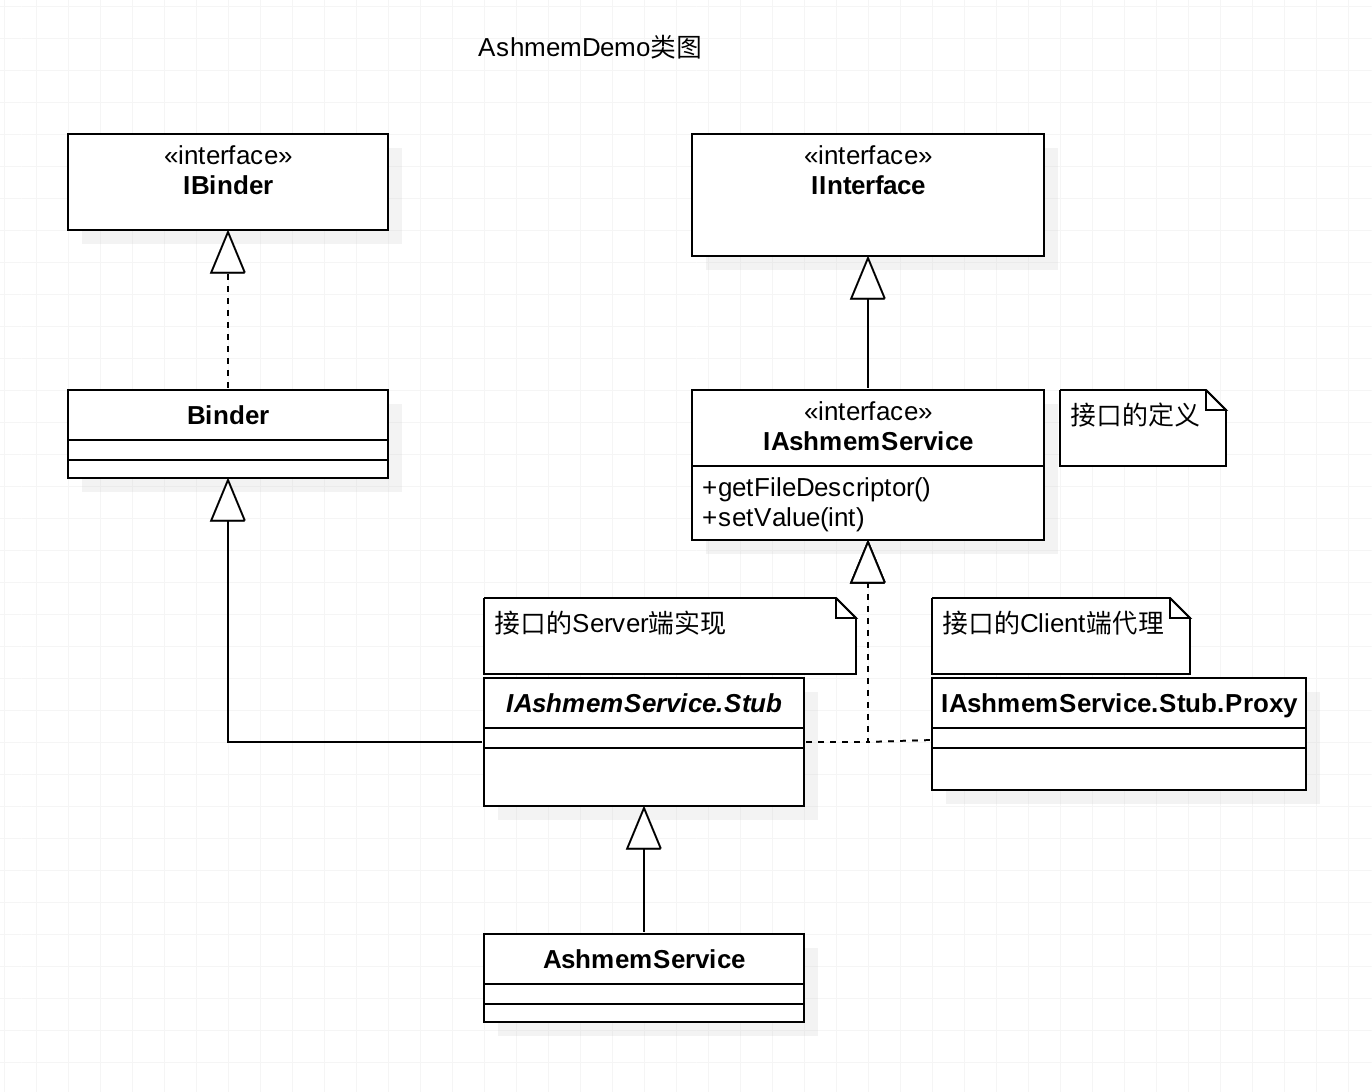 AshmemDemo类图
«interface»
IBinder
«interface»
IInterface
Binder
«interface»
IAshmemService
+getFileDescriptor()
+setValue(int)
接口的定义
接口的Server端实现
接口的Client端代理
IAshmemService.Stub
IAshmemService.Stub.Proxy
AshmemService